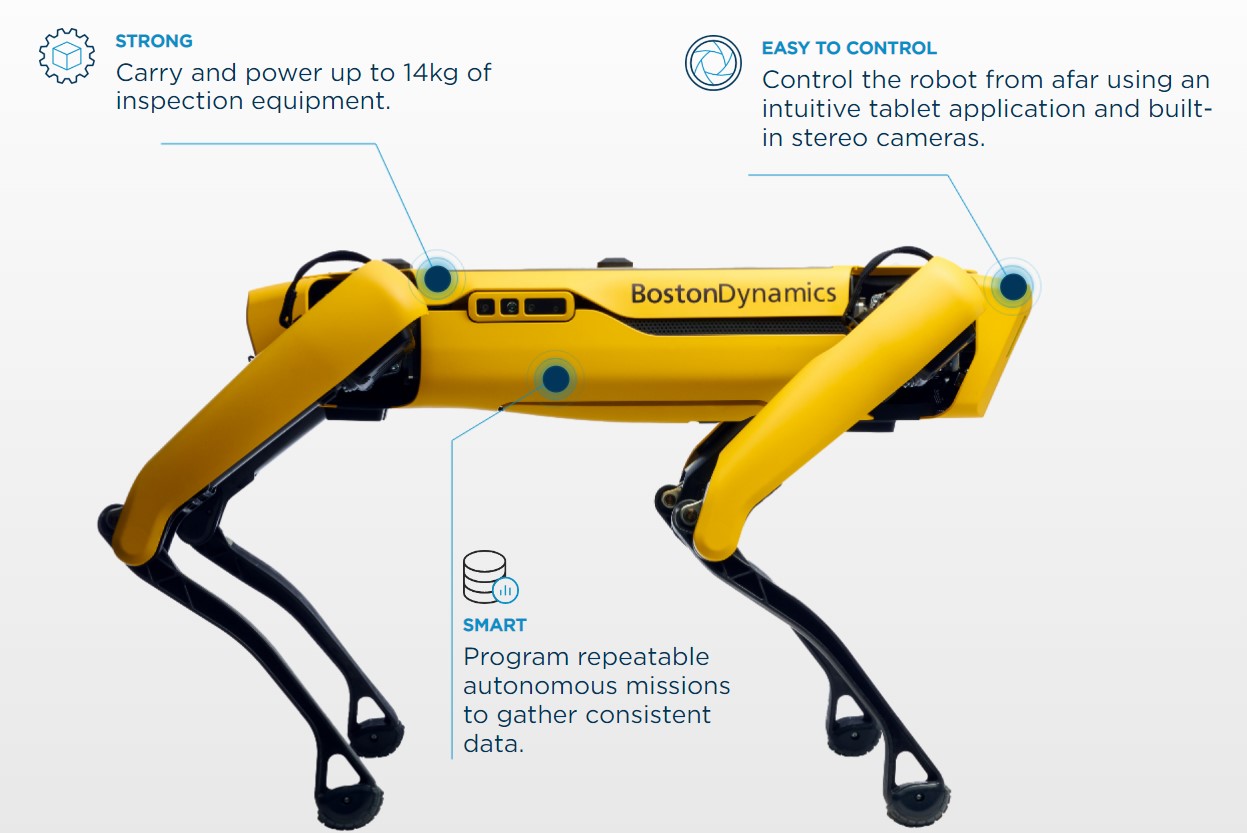 STRONG
Carry and power up to 14kg of
inspection equipment.
EASY TO CONTROL
Control the robot from afar using an
intuitive tablet application and built-
in stereo cameras.
BostonDynamics
SMART
Program repeatable
autonomous missions
to gather consistent
data.